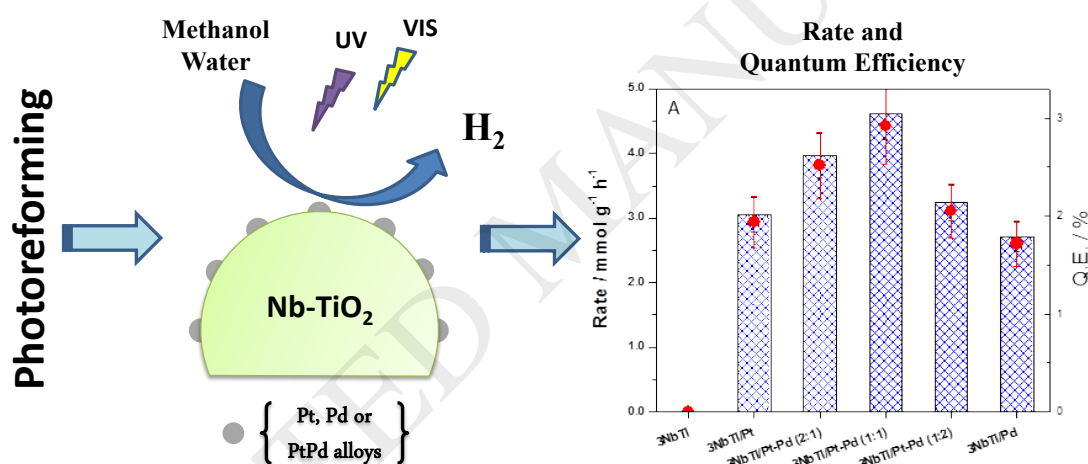 Photoreforming
Methanol
Water
UV
VIS
H2
Nb-TiO2
Pt, Pd or
PtPd alloys
Rate and
Quantum Efficiency
A
Rate / mmol g-1 h-1
5.0
4.0
3.0
2.0
1.0
0.0
3
2
1
0
Q.E. / %
3NbTi
3NbTi/Pt
3NbTi/Pt-Pd (2:1)
3NbTi/Pt-Pd (1:1)
3NbTi/Pt-Pd (1:2)
3NbTi/Pd